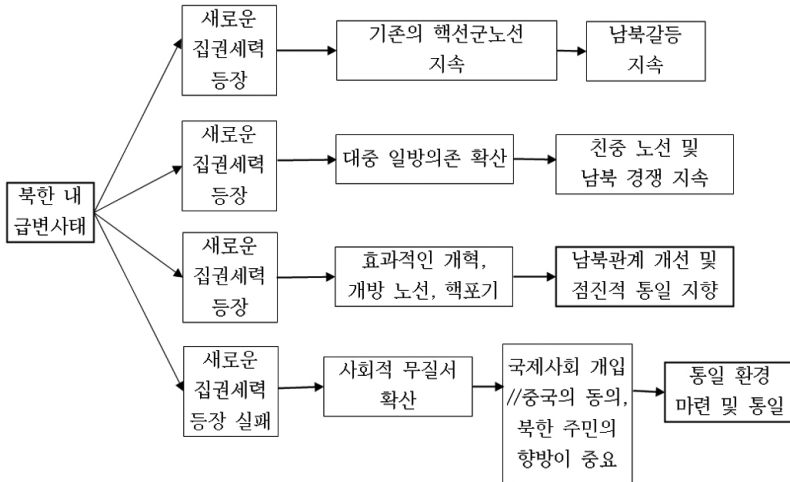 북한 내
급변사태
새로운
집권세력
등장
기존의 핵선군노선
지속
남북갈등
지속
새로운
집권세력
등장
대중 일방의존 확산
친중 노선 및
남북 경쟁 지속
새로운
집권세력
등장
효과적인 개혁,
개방 노선, 핵포기
남북관계 개선 및
점진적 통일 지향
새로운
집권세력
등장 실패
사회적 무질서
확산
국제사회 개입
//중국의 동의,
북한 주민의
향방이 중요
통일 환경
마련 및 통일